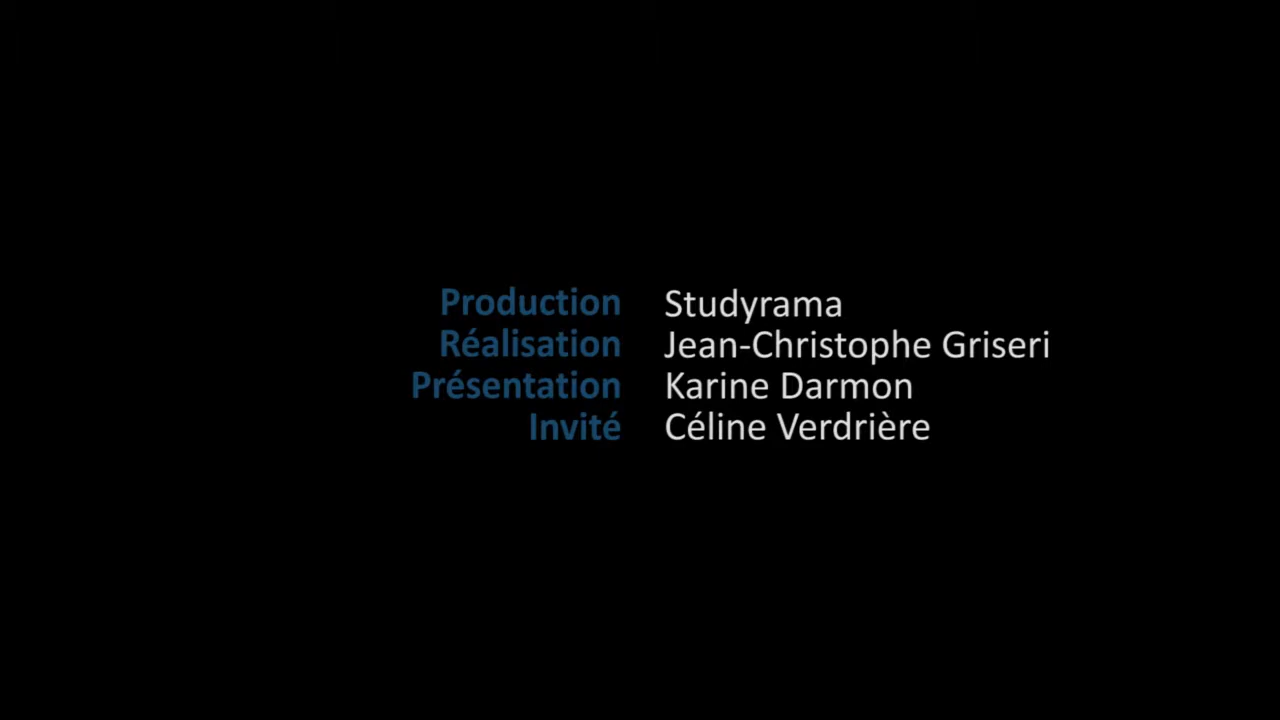 Production Studyrama
Réalisation Jean-Christophe Griseri
Présentation Karine Darmon
Invité Céline Verdrière